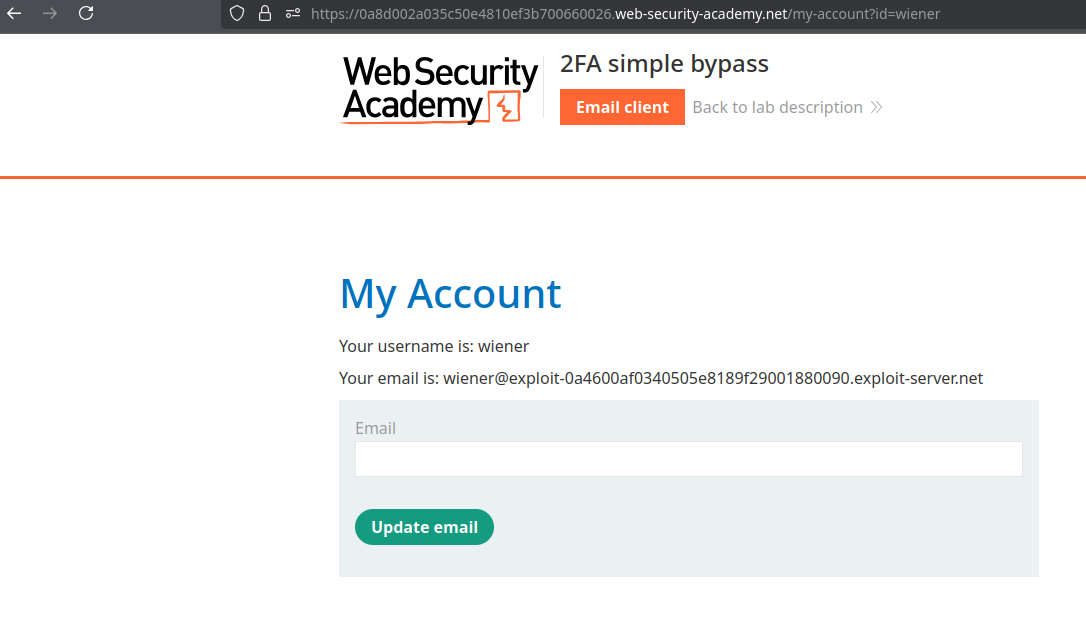 https://0a8d002a035c50e4810ef3b700660026.web-security-academy.net/my-account?id=wiener
Web Security
Academy
2FA simple bypass
Email client
Back to lab description
My Account
Your username is: wiener
Your email is: wiener@exploit-0a4600af0340505e8189f29001880090.exploit-server.net
Email
Update email